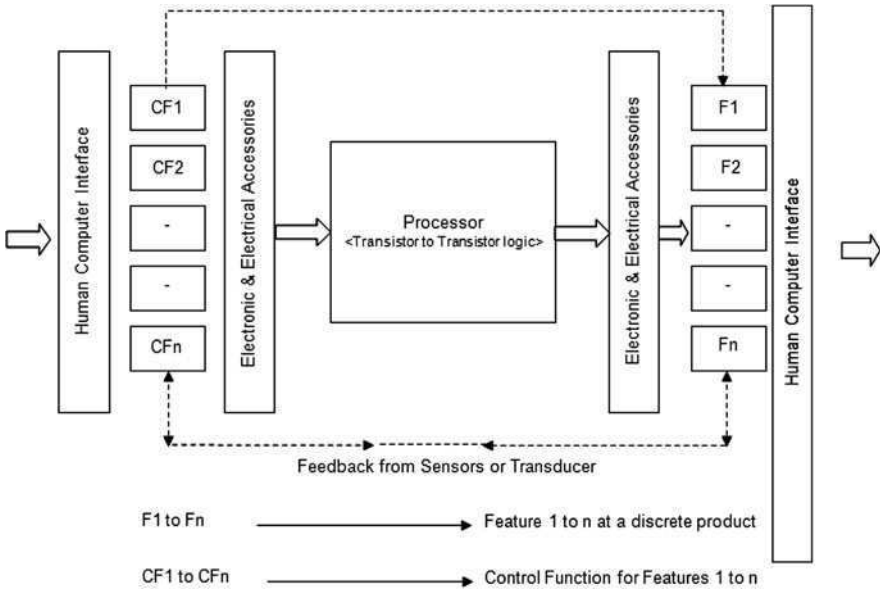 Human Computer Interface
CF1
CF2
-
-
CFn
Electronic & Electrical Accessories
Processor
<Transistor to Transistor logic>
Electronic & Electrical Accessories
F1
F2
-
-
Fn
Human Computer Interface
Feedback from Sensors or Transducer
F1 to Fn
Feature 1 to n at a discrete product
CF1 to CFn
Control Function for Features 1 to n